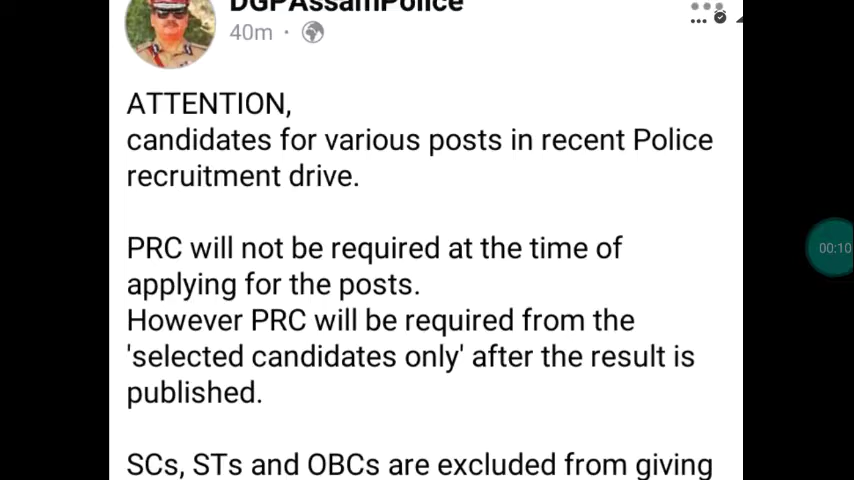 DGPAssamPolice
40m ·
ATTENTION,
candidates for various posts in recent Police
recruitment drive.
PRC will not be required at the time of
applying for the posts.
However PRC will be required from the
'selected candidates only' after the result is
published.
SCs, STs and OBCs are excluded from giving
00:10